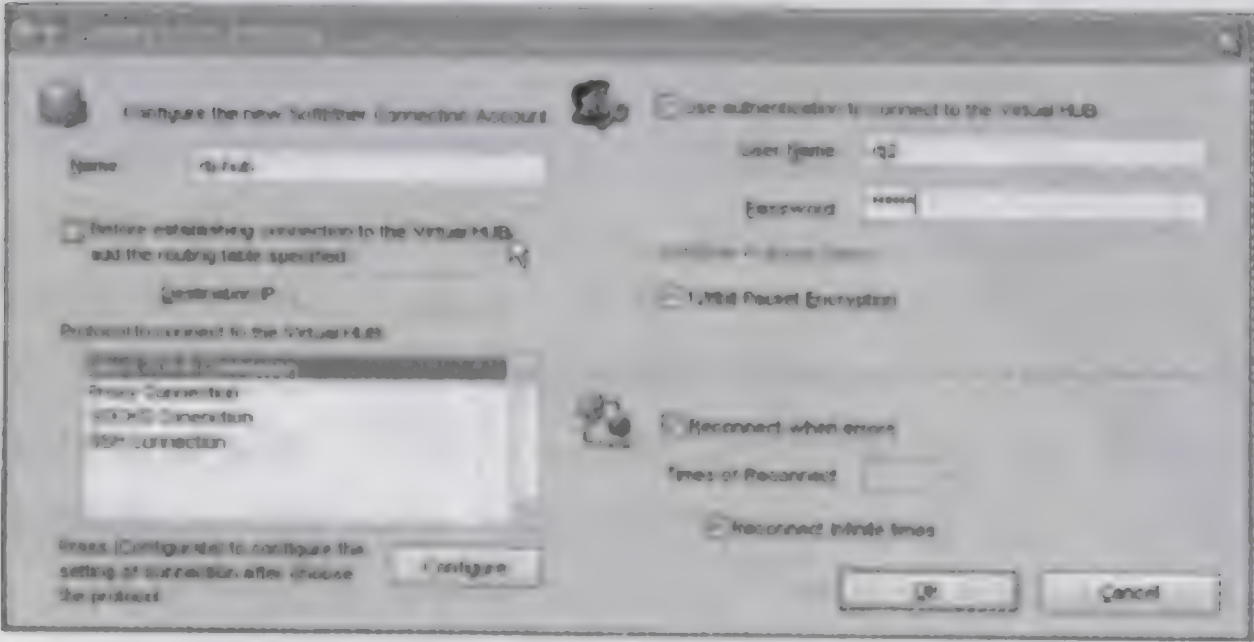 Configure the new SoftEther Connection Account
Name
Before establishing connection to the Virtual HUB,
add the routing table specified.
Destination IP
Protocol to connect to the Virtual HUB:
Proxy Connection
SOCKS Connection
SSH Connection
Press [Configurate] to configure the
setting of connection after choose
the protocol.
Configure
Use authentication to connect to the Virtual HUB
User Name
Password
128bit Packet Encryption
Reconnect when errors
Times of Reconnect
Reconnect Infinite times
OK
Cancel